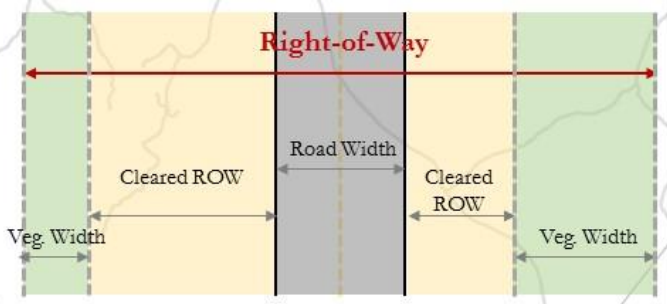 Right-of-Way
Road Width
Cleared ROW
Cleared
ROW
Veg. Width
Veg. Width